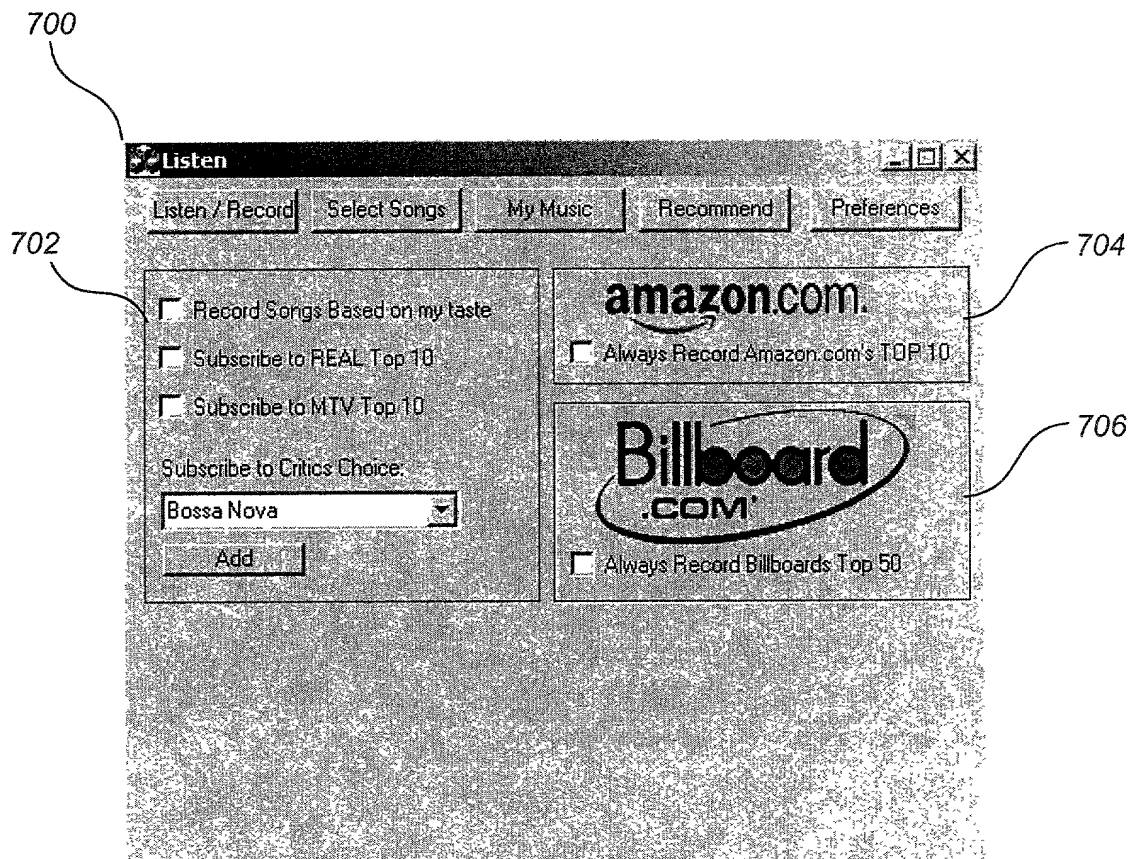 700
Listen
Listen / Record Select Songs My Music Recommend Preferences
702
Record Songs Based on my taste
Subscribe to REAL Top 10
Subscribe to MTV Top 10
Subscribe to Critics Choice:
Bossa Nova
Add
704
amazon.com.
Always Record Amazon.com's TOP 10
706
Billboard
.COM'
Always Record Billboards Top 50